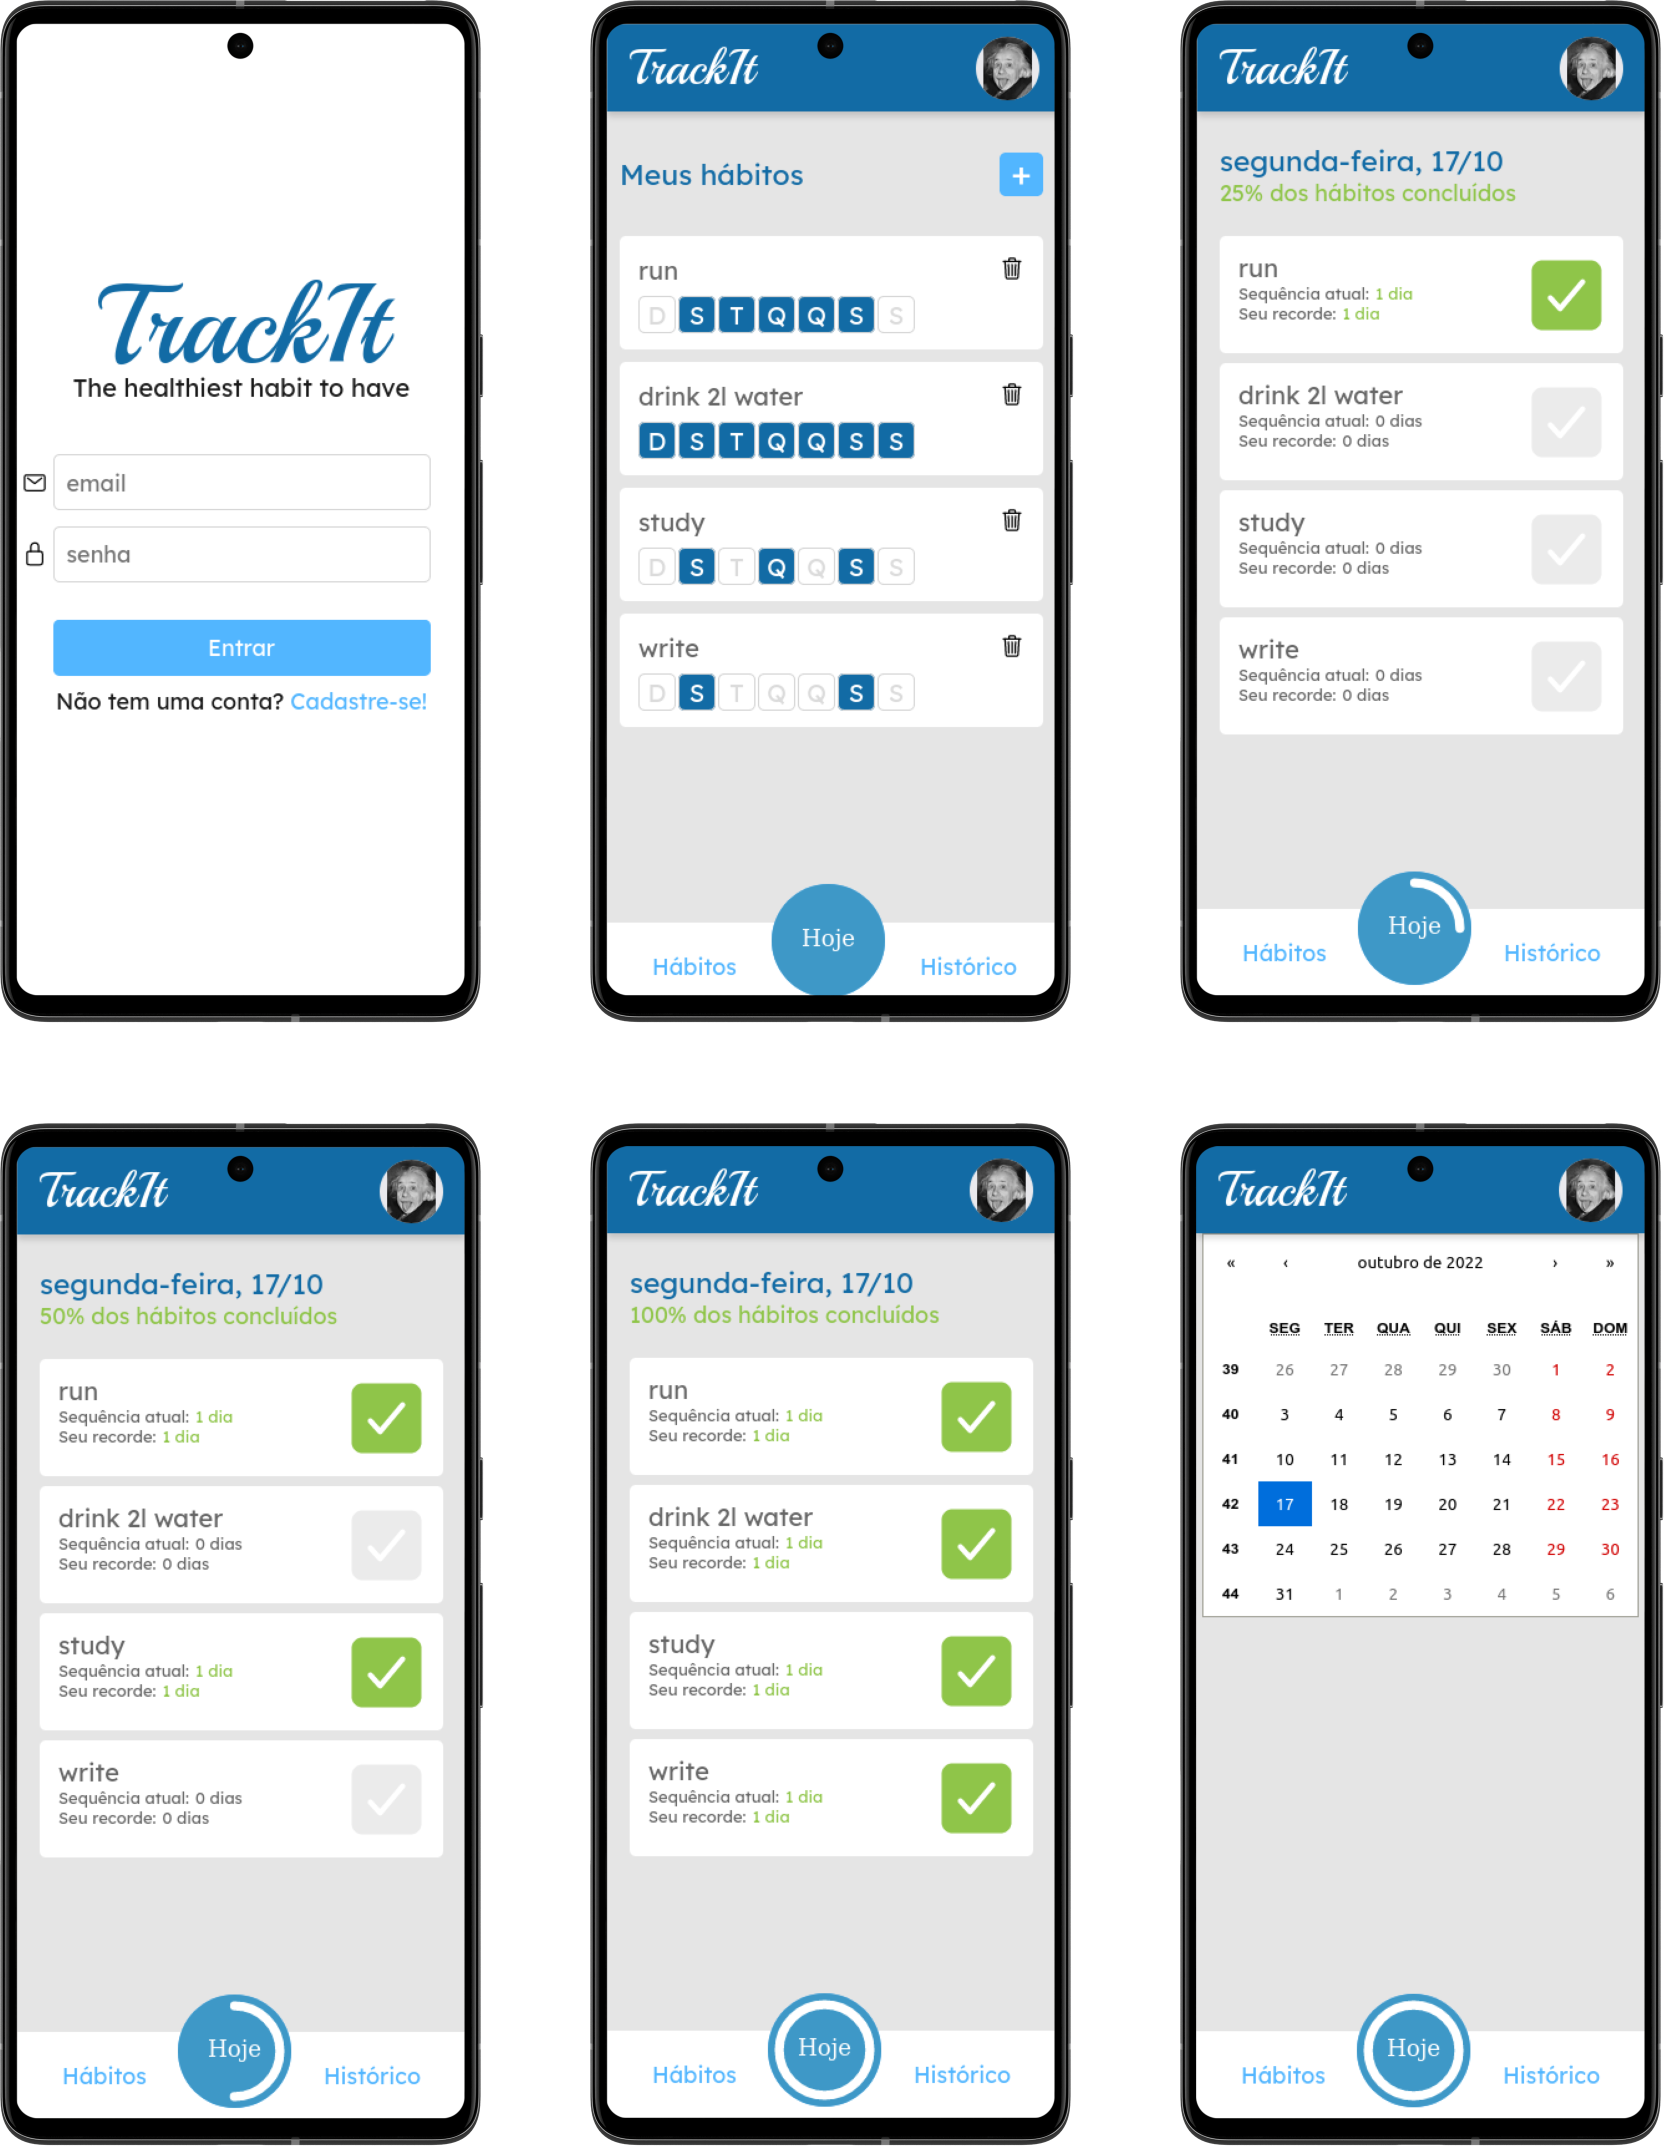 TrackIt
The healthiest habit to have
email
senha
Entrar
Não tem uma conta? Cadastre-se!
TrackIt
Meus hábitos +
run
D S T Q Q S S
drink 2l water
D S T Q Q S S
study
D S T Q Q S S
write
D S T Q Q S S
Hábitos Hoje Histórico
TrackIt
segunda-feira, 17/10
25% dos hábitos concluídos
run
Sequência atual: 1 dia
Seu recorde: 1 dia
drink 2l water
Sequência atual: 0 dias
Seu recorde: 0 dias
study
Sequência atual: 0 dias
Seu recorde: 0 dias
write
Sequência atual: 0 dias
Seu recorde: 0 dias
Hábitos Hoje Histórico
TrackIt
segunda-feira, 17/10
50% dos hábitos concluídos
run
Sequência atual: 1 dia
Seu recorde: 1 dia
drink 2l water
Sequência atual: 0 dias
Seu recorde: 0 dias
study
Sequência atual: 1 dia
Seu recorde: 1 dia
write
Sequência atual: 0 dias
Seu recorde: 0 dias
Hábitos Hoje Histórico
TrackIt
segunda-feira, 17/10
100% dos hábitos concluídos
run
Sequência atual: 1 dia
Seu recorde: 1 dia
drink 2l water
Sequência atual: 1 dia
Seu recorde: 1 dia
study
Sequência atual: 1 dia
Seu recorde: 1 dia
write
Sequência atual: 1 dia
Seu recorde: 1 dia
Hábitos Hoje Histórico
TrackIt
« ‹ outubro de 2022 › »
SEG TER QUA QUI SEX SÁB DOM
39 26 27 28 29 30 1 2
40 3 4 5 6 7 8 9
41 10 11 12 13 14 15 16
42 17 18 19 20 21 22 23
43 24 25 26 27 28 29 30
44 31 1 2 3 4 5 6
Hábitos Hoje Histórico